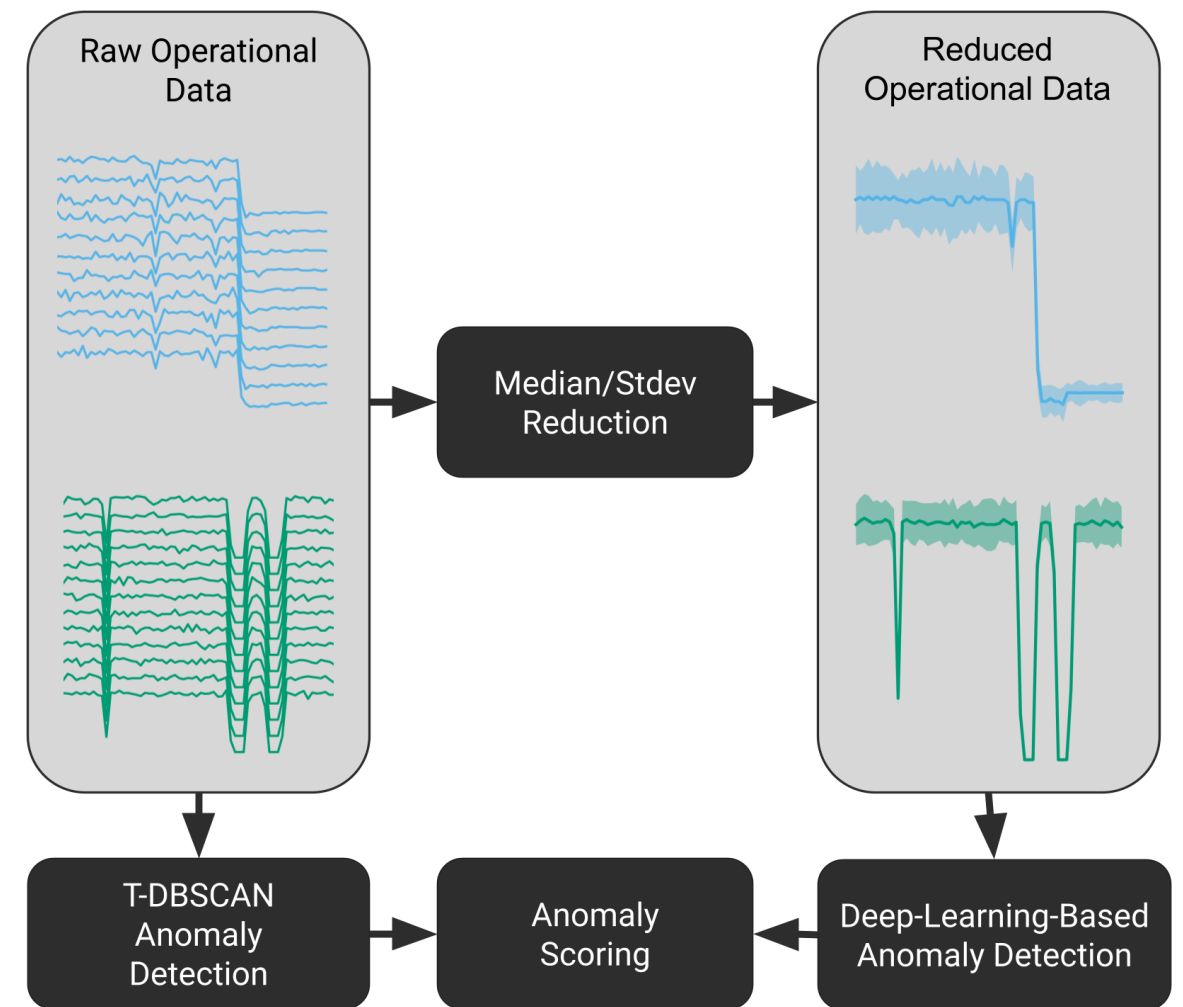 Raw Operational
Data
Reduced
Operational Data
Median/Stdev
Reduction
T-DBSCAN
Anomaly
Detection
Anomaly
Scoring
Deep-Learning-Based
Anomaly Detection